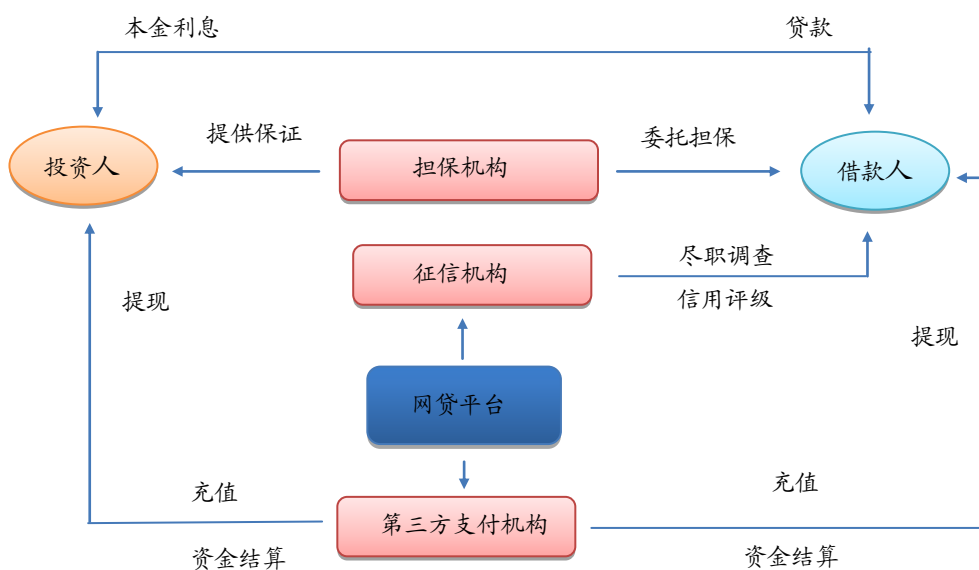 本金利息
贷款
提供保证
委托担保
投资人
担保机构
借款人
征信机构
尽职调查
信用评级
提现
提现
网贷平台
充值
充值
第三方支付机构
资金结算
资金结算